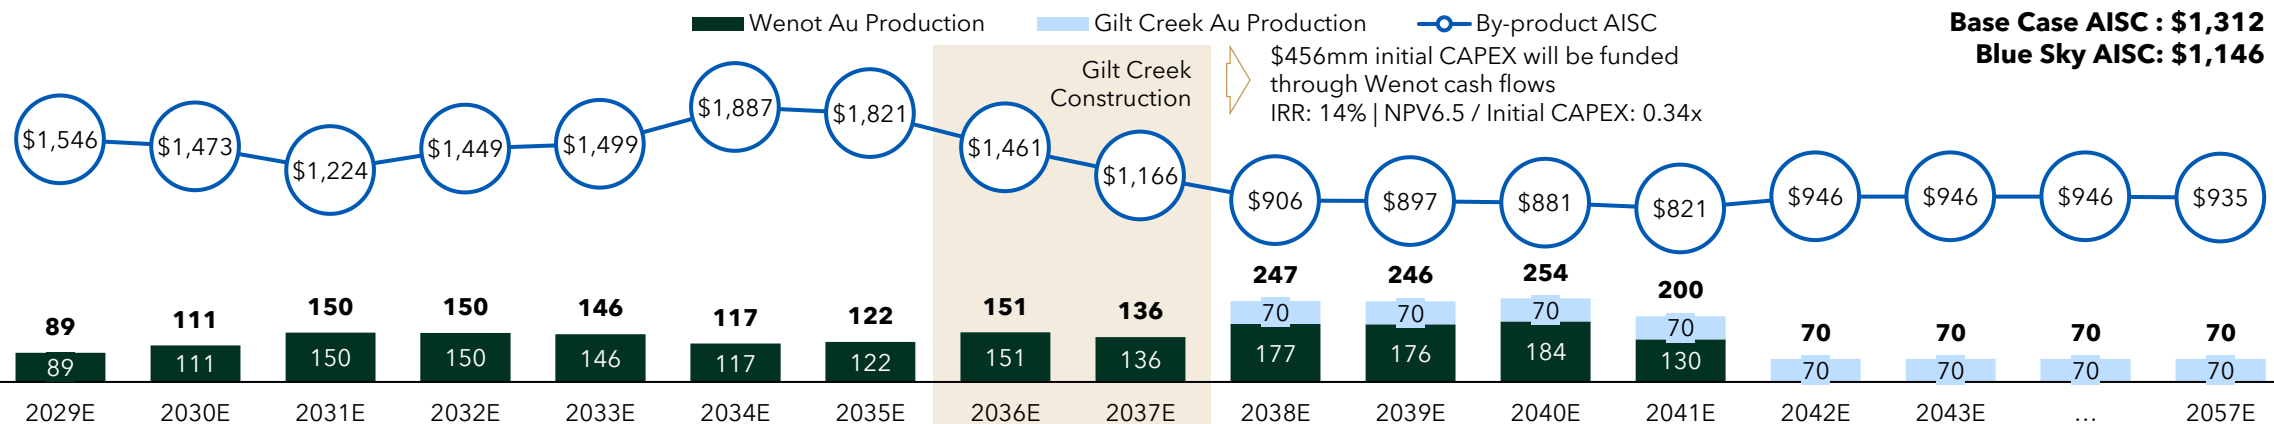 Wenot Au Production
Gilt Creek Au Production
By-product AISC
Base Case AISC : $1,312
Blue Sky AISC: $1,146
Gilt Creek
Construction
$456mm initial CAPEX will be funded
through Wenot cash flows
IRR: 14% | NPV6.5 / Initial CAPEX: 0.34x
$1,546 $1,473 $1,224 $1,449 $1,499 $1,887 $1,821 $1,461 $1,166 $906 $897 $881 $821 $946 $946 $946 $935
89 111 150 150 146 117 122 151 136 247 246 254 200 70 70 70 70
70 70 70 70
89 111 150 150 146 117 122 151 136 177 176 184 130 70 70 70 70
2029E 2030E 2031E 2032E 2033E 2034E 2035E 2036E 2037E 2038E 2039E 2040E 2041E 2042E 2043E ... 2057E